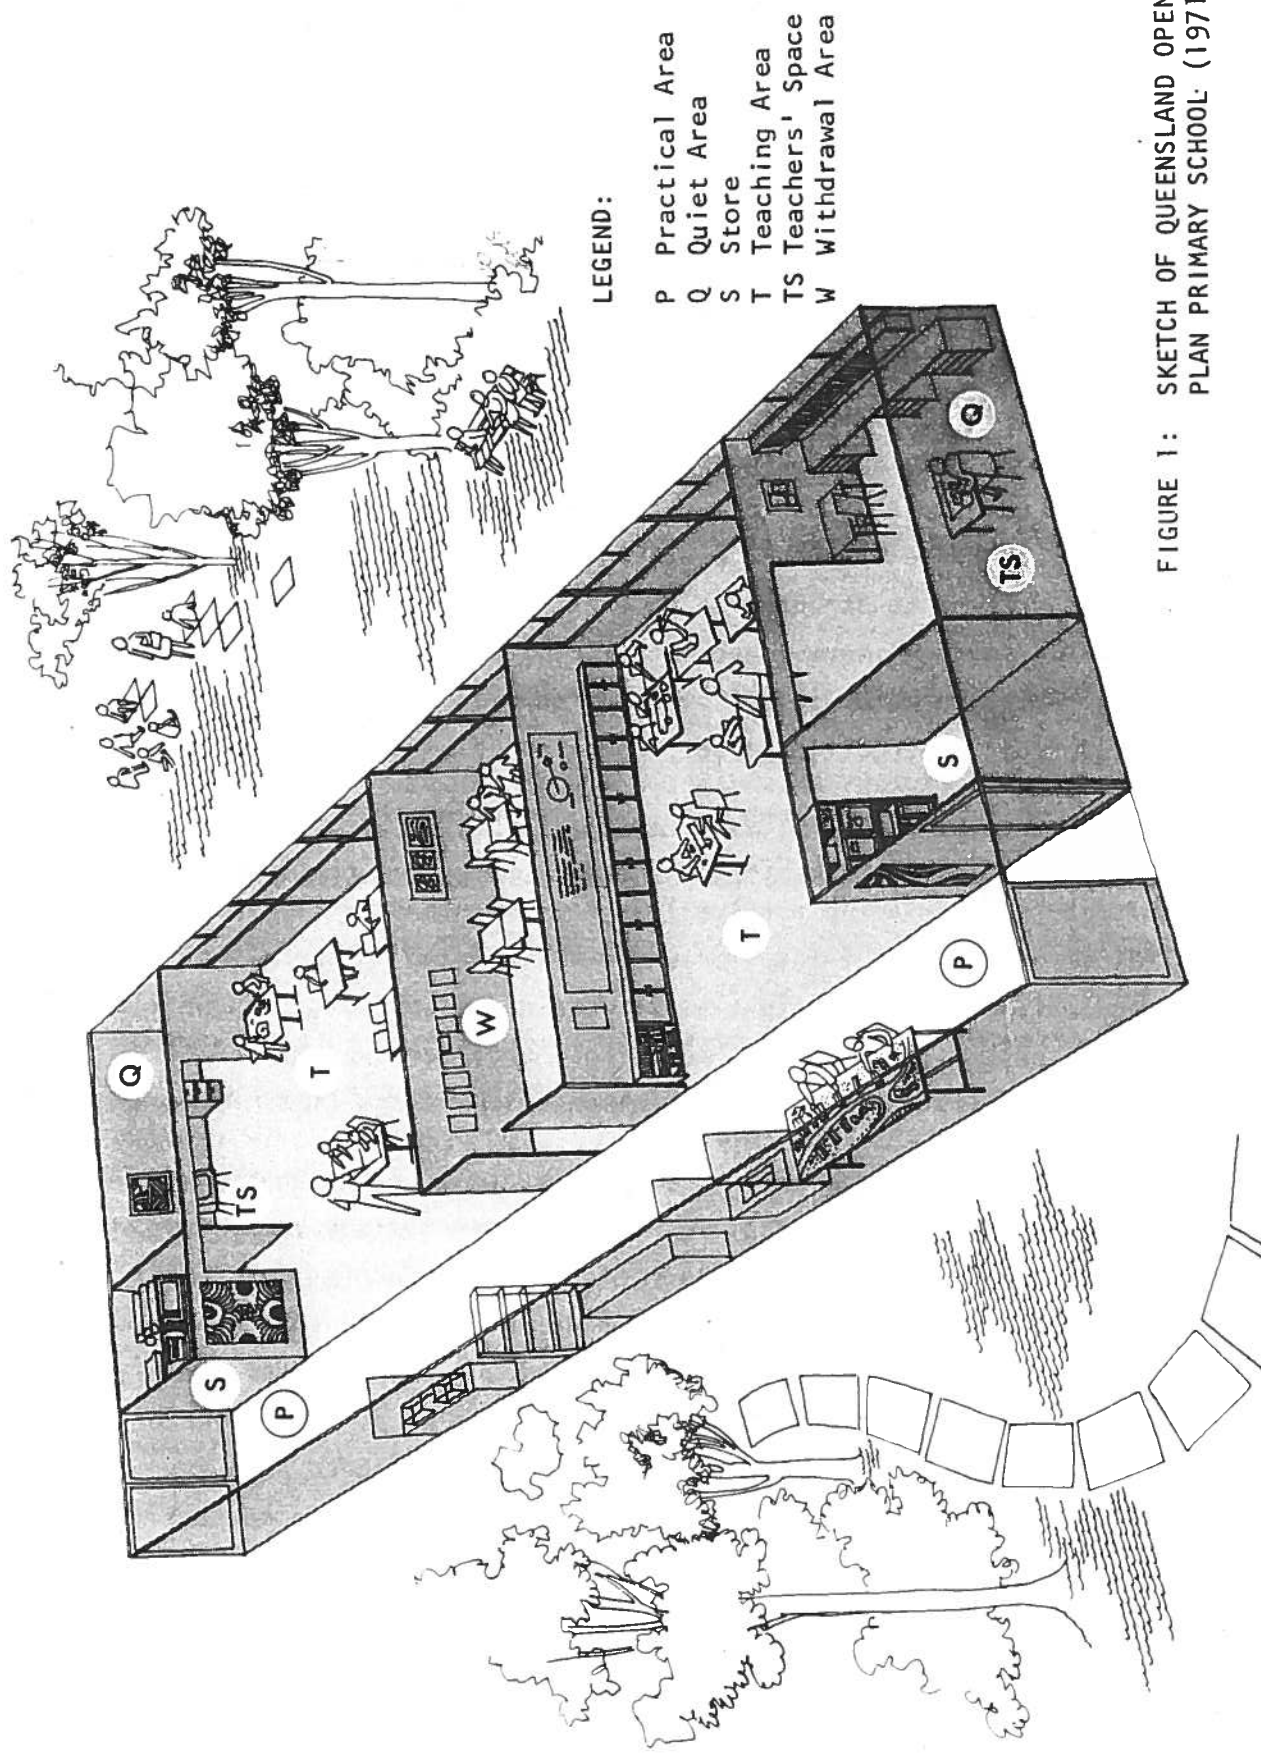 LEGEND:
P Practical Area
Q Quiet Area
S Store
T Teaching Area
TS Teachers' Space
W Withdrawal Area
Q
S
P
TS
T
W
T
P
S
TS
Q
FIGURE 1: SKETCH OF QUEENSLAND OPEN
PLAN PRIMARY SCHOOL (1971